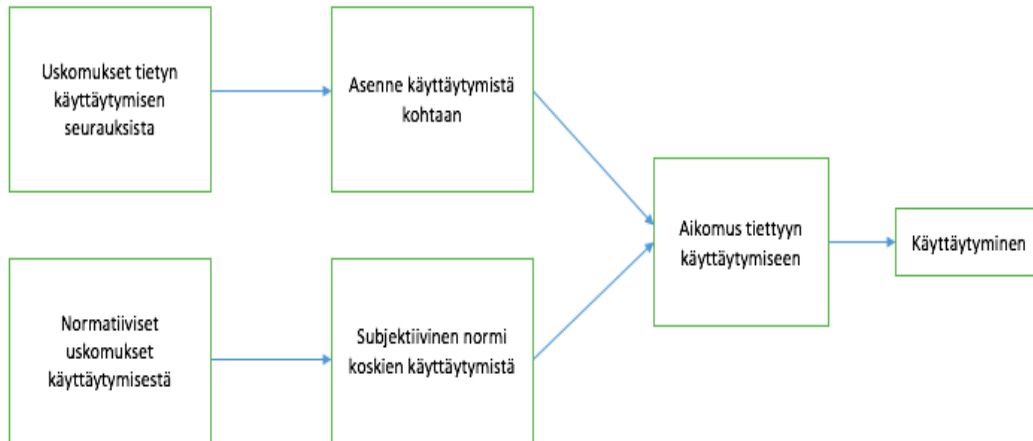 Uskomukset tietyn
käyttäytymisen
seurauksista
Asenne käyttäytymistä
kohtaan
Aikomus tiettyyn
käyttäytymiseen
Käyttäytyminen
Normatiiviset
uskomukset
käyttäytymisestä
Subjektiivinen normi
koskien käyttäytymistä